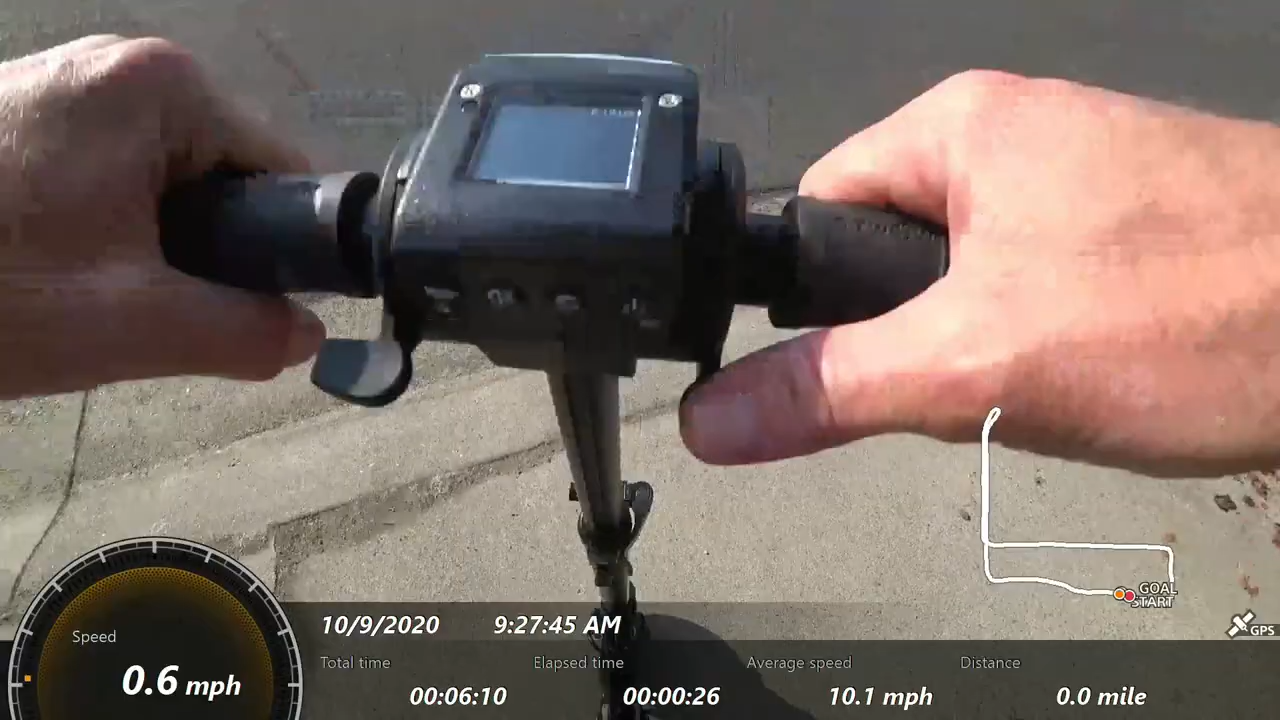 GOAL
START
GPS
10/9/2020 9:27:45 AM
Speed
0.6 mph
Total time Elapsed time Average speed Distance
00:06:10 00:00:26 10.1 mph 0.0 mile